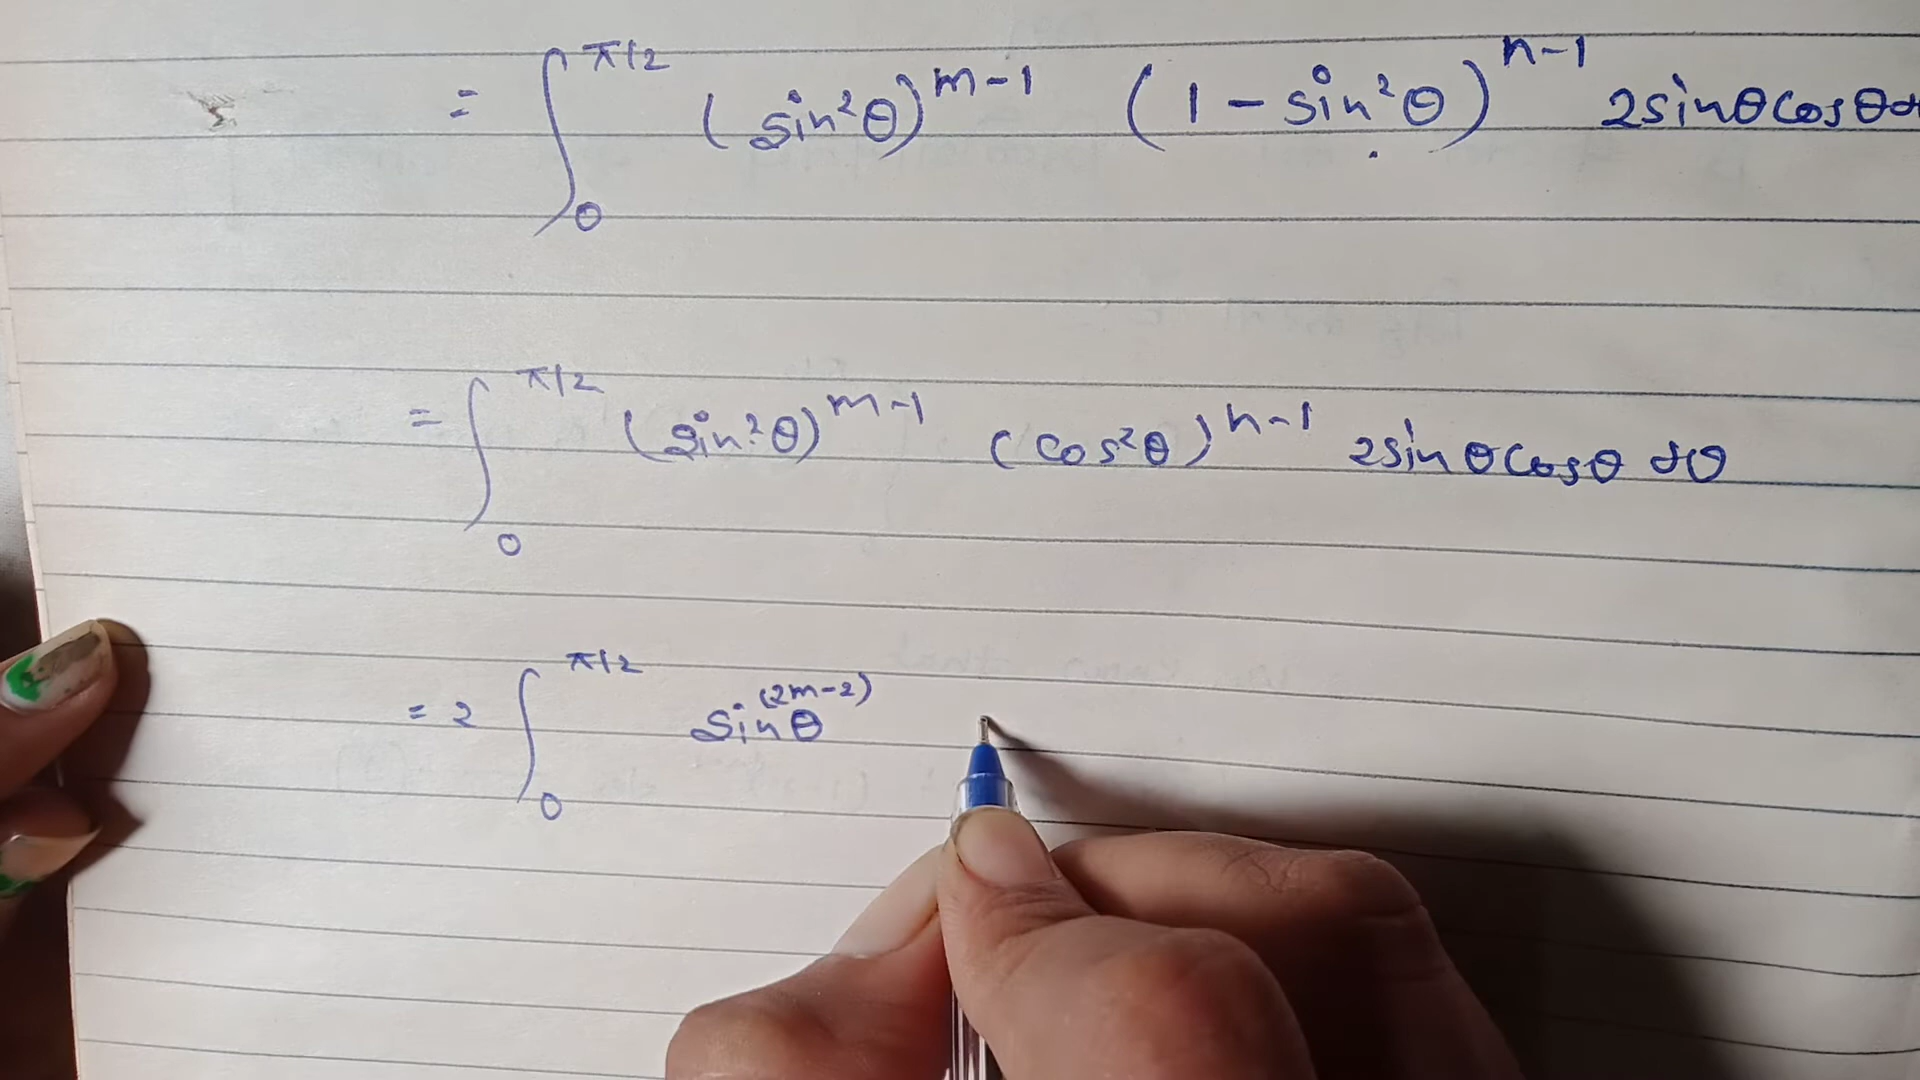 = ∫₀^{π/2} (sin²θ)^{m-1} (1 - sin²θ)^{n-1} 2sinθcosθd
= ∫₀^{π/2} (sin²θ)^{m-1} (cos²θ)^{n-1} 2sinθcosθ dθ
= 2 ∫₀^{π/2} sinθ^{(2m-2)}